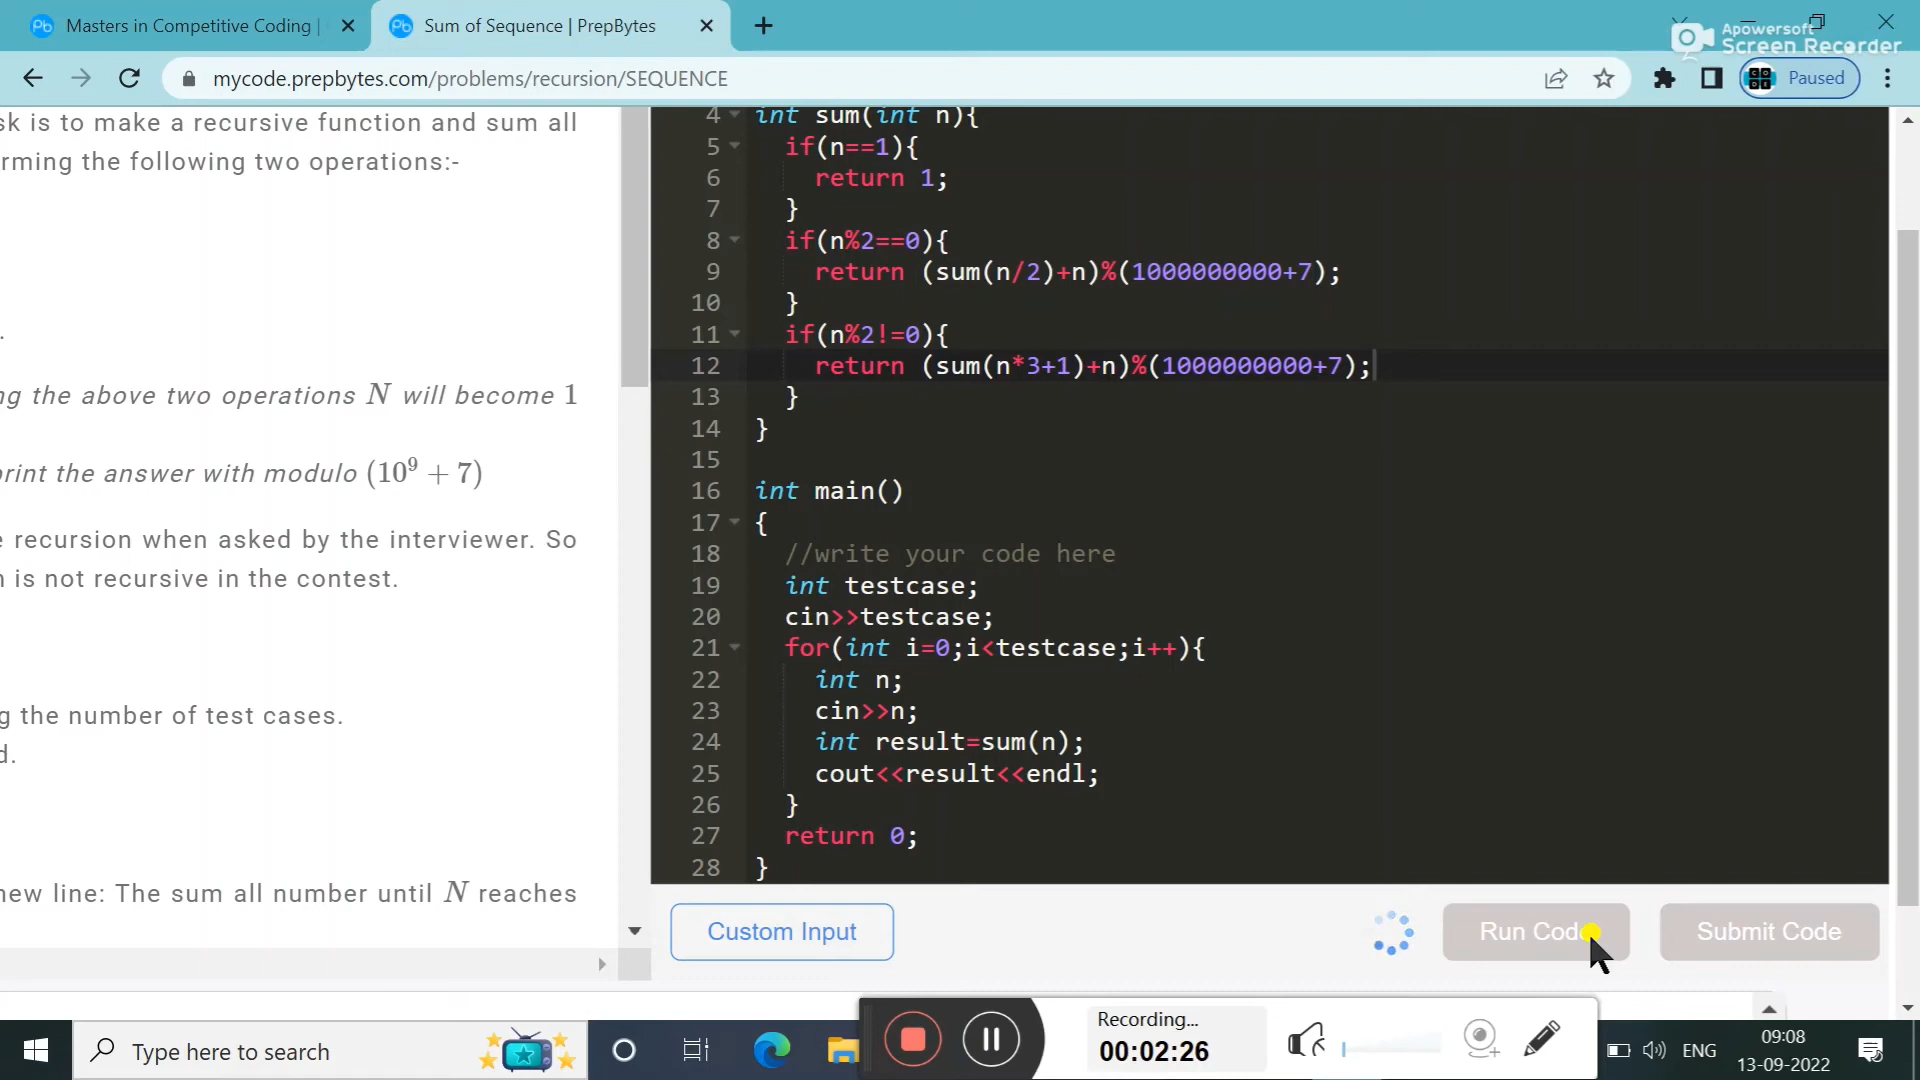 Masters in Competitive Coding |
Sum of Sequence | PrepBytes
Apowersoft
Screen Recorder
mycode.prepbytes.com/problems/recursion/SEQUENCE
Paused
sk is to make a recursive function and sum all
rming the following two operations:-
.
ng the above two operations N will become 1
print the answer with modulo (10⁹ + 7)
e recursion when asked by the interviewer. So
n is not recursive in the contest.
g the number of test cases.
d.
new line: The sum all number until N reaches
4 int sum(int n){
5 if(n==1){
6 return 1;
7 }
8 if(n%2==0){
9 return (sum(n/2)+n)%(1000000000+7);
10 }
11 if(n%2!=0){
12 return (sum(n*3+1)+n)%(1000000000+7);
13 }
14 }
15
16 int main()
17 {
18 //write your code here
19 int testcase;
20 cin>>testcase;
21 for(int i=0;i<testcase;i++){
22 int n;
23 cin>>n;
24 int result=sum(n);
25 cout<<result<<endl;
26 }
27 return 0;
28 }
Custom Input
Run Code
Submit Code
Recording...
00:02:26
Type here to search
ENG
09:08
13-09-2022